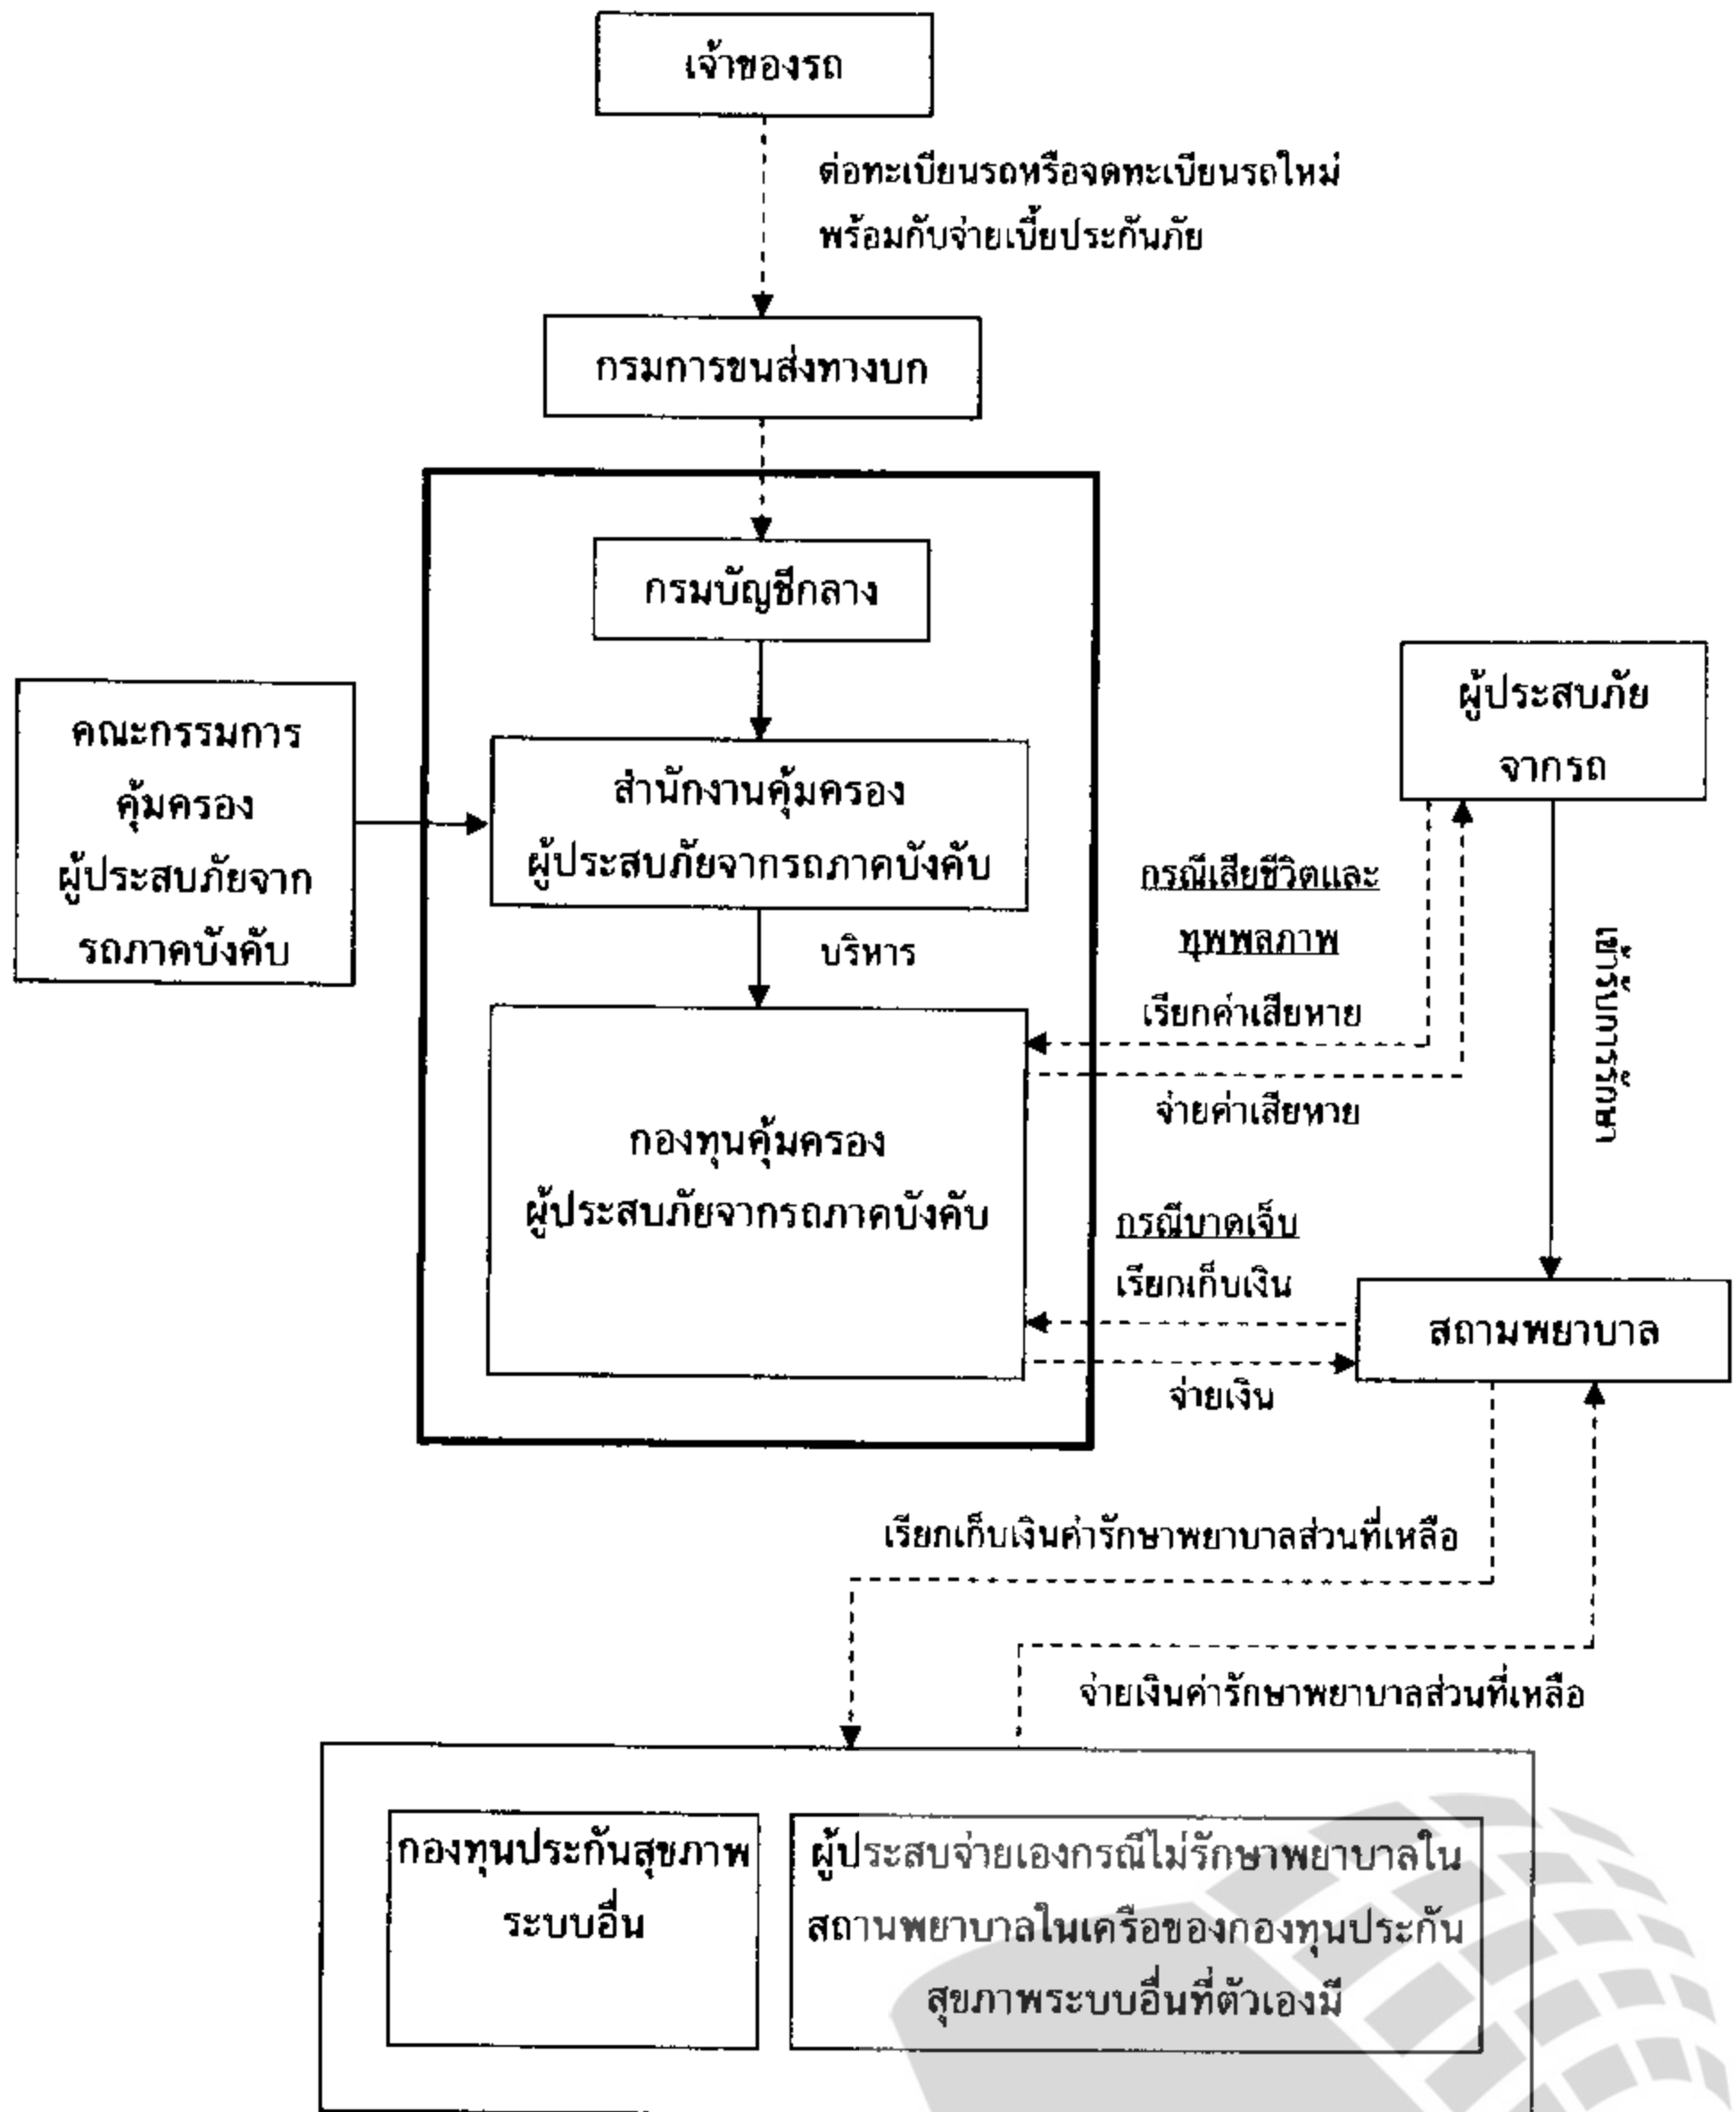 เจ้าของรถ
ต่อทะเบียนรถหรือจดทะเบียนรถใหม่
พร้อมกับจ่ายเบี้ยประกันภัย
กรมการขนส่งทางบก
กรมบัญชีกลาง
คณะกรรมการ
คุ้มครอง
ผู้ประสบภัยจาก
รถภาคบังคับ
สำนักงานคุ้มครอง
ผู้ประสบภัยจากรถภาคบังคับ
บริหาร
ผู้ประสบภัย
จากรถ
กรณีเสียชีวิตและ
ทุพพลภาพ
เรียกค่าเสียหาย
จ่ายค่าเสียหาย
เข้ารับการรักษา
กองทุนคุ้มครอง
ผู้ประสบภัยจากรถภาคบังคับ
กรณีบาดเจ็บ
เรียกเก็บเงิน
จ่ายเงิน
สถามพยาบาล
เรียกเก็บเงินค่ารักษาพยาบาลส่วนที่เหลือ
จ่ายเงินค่ารักษาพยาบาลส่วนที่เหลือ
กองทุนประกันสุขภาพ
ระบบอื่น
ผู้ประสบจ่ายเองกรณีไม่รักษาพยาบาลใน
สถานพยาบาลในเครือของกองทุนประกัน
สุขภาพระบบอื่นที่ตัวเองมี